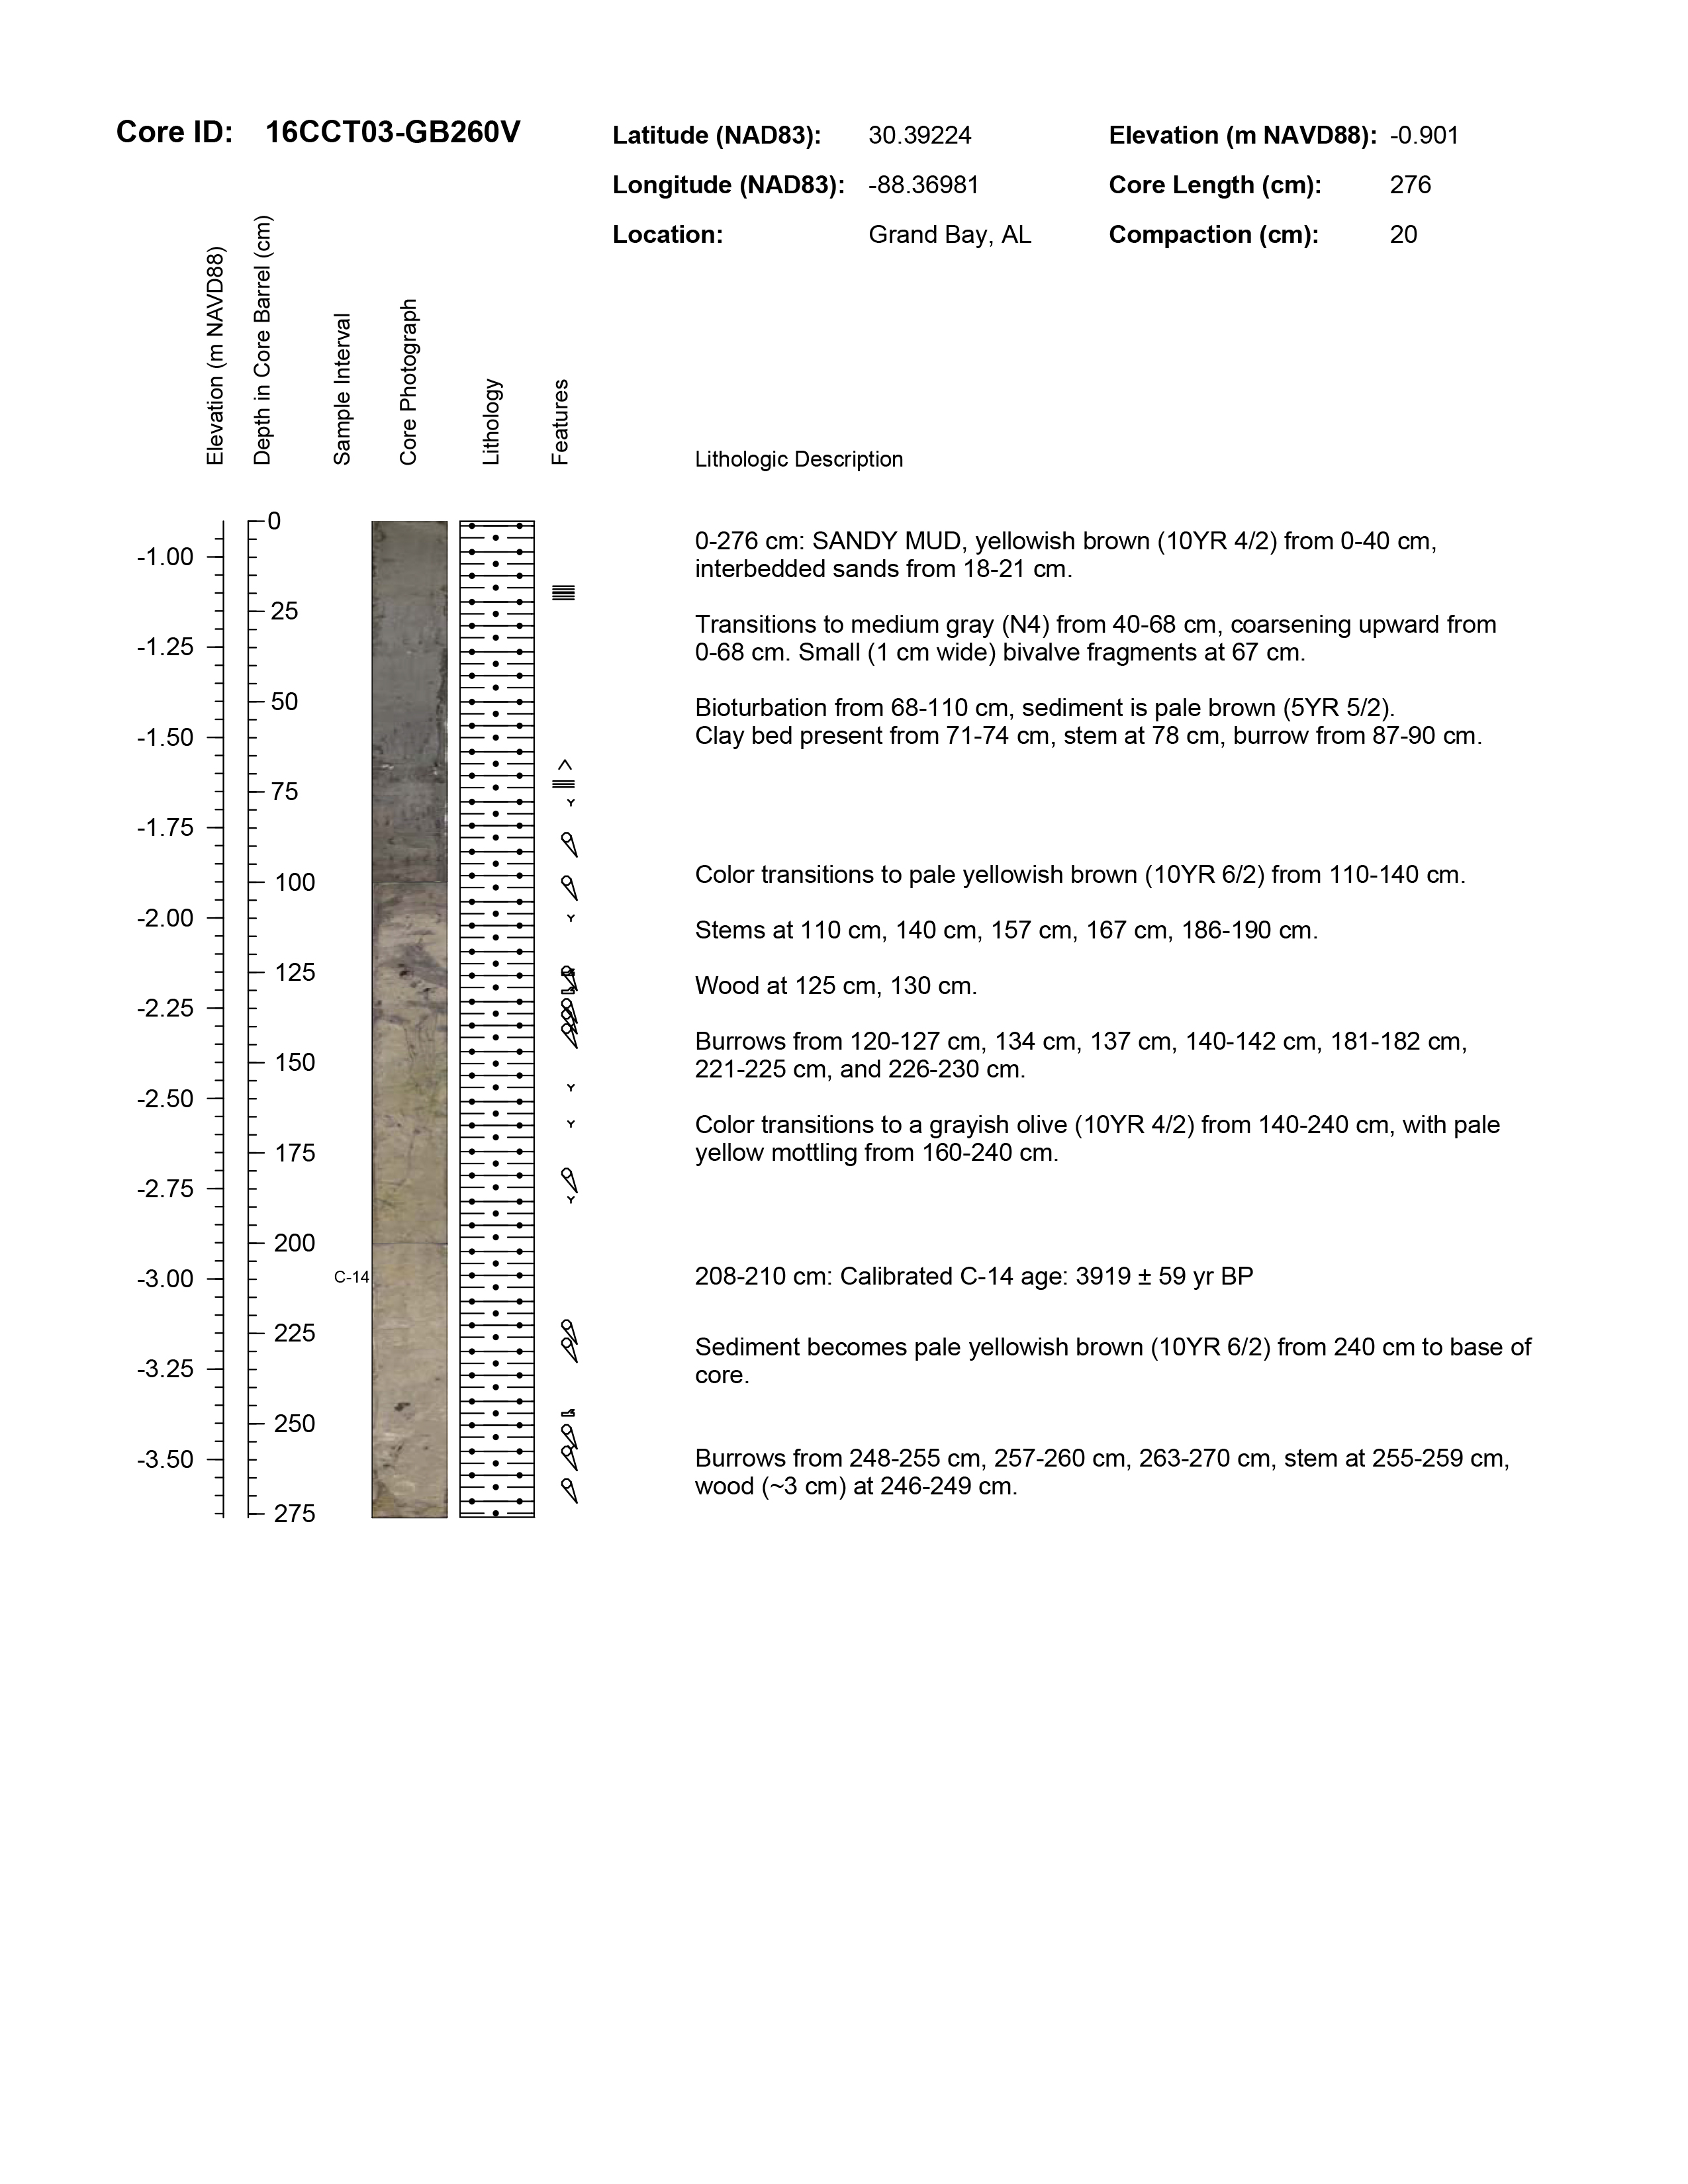 Core ID: 16CCT03-GB260V
Latitude (NAD83): 30.39224
Elevation (m NAVD88): -0.901
Longitude (NAD83): -88.36981
Core Length (cm): 276
Location: Grand Bay, AL
Compaction (cm): 20
Elevation (m NAVD88)
Depth in Core Barrel (cm)
Sample Interval
Core Photograph
Lithology
Features
Lithologic Description
0
-1.00
25
-1.25
50
-1.50
75
-1.75
100
-2.00
125
-2.25
150
-2.50
175
-2.75
200
-3.00
C-14
225
-3.25
250
-3.50
275
0-276 cm: SANDY MUD, yellowish brown (10YR 4/2) from 0-40 cm,
interbedded sands from 18-21 cm.
Transitions to medium gray (N4) from 40-68 cm, coarsening upward from
0-68 cm. Small (1 cm wide) bivalve fragments at 67 cm.
Bioturbation from 68-110 cm, sediment is pale brown (5YR 5/2).
Clay bed present from 71-74 cm, stem at 78 cm, burrow from 87-90 cm.
Color transitions to pale yellowish brown (10YR 6/2) from 110-140 cm.
Stems at 110 cm, 140 cm, 157 cm, 167 cm, 186-190 cm.
Wood at 125 cm, 130 cm.
Burrows from 120-127 cm, 134 cm, 137 cm, 140-142 cm, 181-182 cm,
221-225 cm, and 226-230 cm.
Color transitions to a grayish olive (10YR 4/2) from 140-240 cm, with pale
yellow mottling from 160-240 cm.
208-210 cm: Calibrated C-14 age: 3919 ± 59 yr BP
Sediment becomes pale yellowish brown (10YR 6/2) from 240 cm to base of
core.
Burrows from 248-255 cm, 257-260 cm, 263-270 cm, stem at 255-259 cm,
wood (~3 cm) at 246-249 cm.